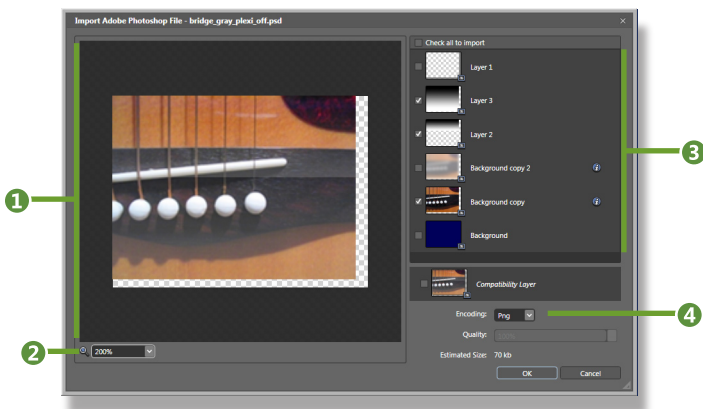 Import Adobe Photoshop File - bridge_gray_plexi_off.psd
Check all to import
Layer 1
Layer 3
Layer 2
Background copy 2
Background copy
Background
Compatibility Layer
Encoding: Png
Quality:
Estimated Size: 70 kb
OK Cancel
200%
1
2
3
4